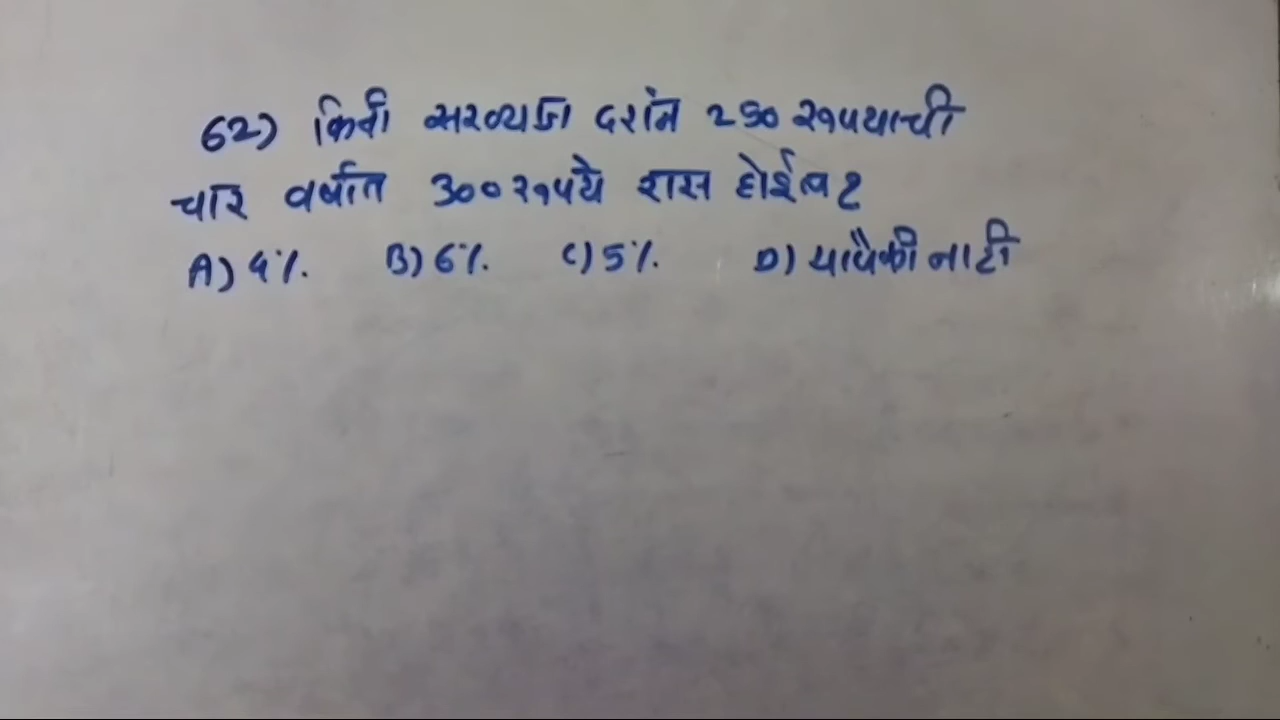 62) किती सरळव्याज दरांन 250 रुपयाची
चार वर्षात 300 रुपये रास होईल?
A) 4%. B) 6%. C) 5%. D) यापैकी नाही